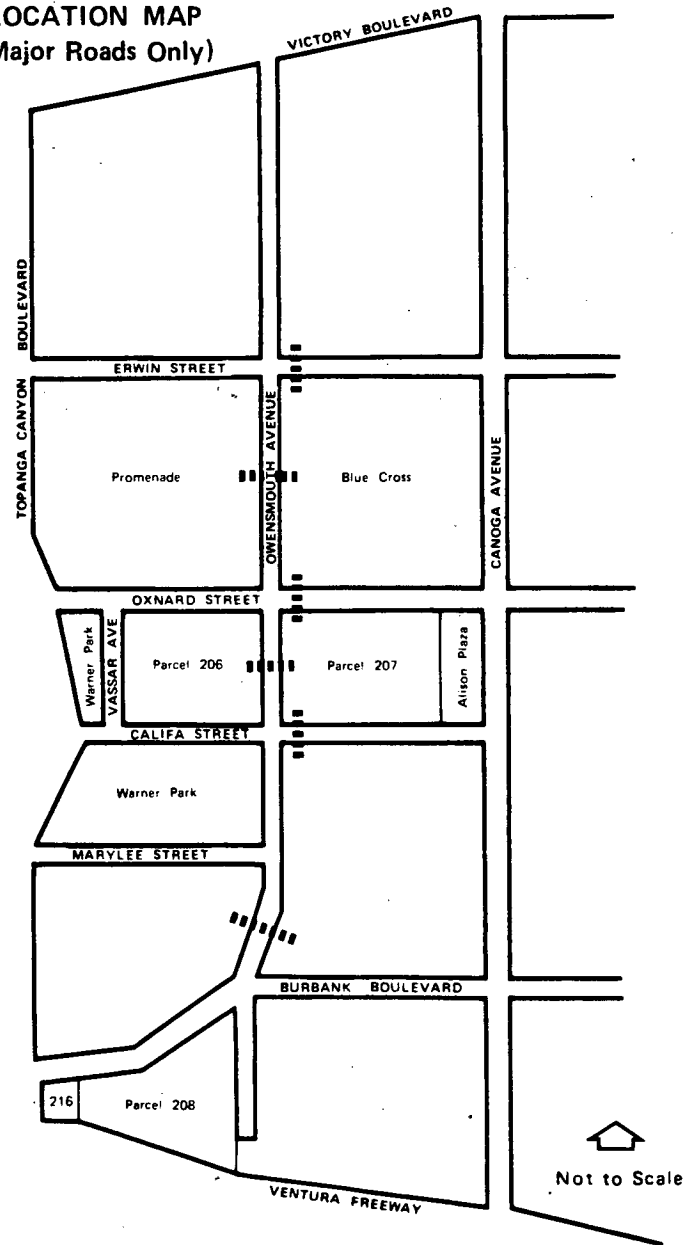 LOCATION MAP
(Major Roads Only)
VICTORY BOULEVARD
TOPANGA CANYON BOULEVARD
ERWIN STREET
OWENSMOUTH AVENUE
CANOGA AVENUE
Promenade
Blue Cross
OXNARD STREET
Warner Park
VASSAR AVE
Parcel 206
Parcel 207
Alison Plaza
CALIFA STREET
Warner Park
MARYLEE STREET
BURBANK BOULEVARD
216
Parcel 208
VENTURA FREEWAY
Not to Scale